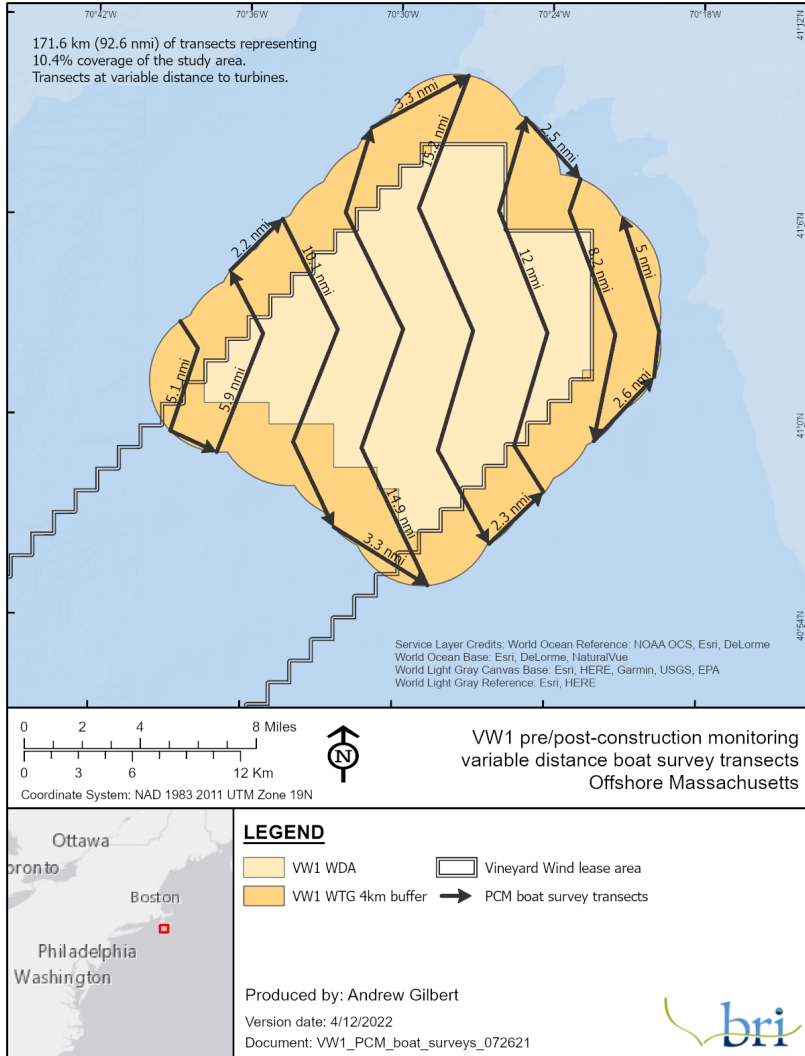 70°42'W
70°36'W
70°30'W
70°24'W
70°18'W
41°12'N
171.6 km (92.6 nmi) of transects representing
10.4% coverage of the study area.
Transects at variable distance to turbines.
3.3 nmi
15.2 nmi
2.5 nmi
41°6'N
2.2 nmi
10.1 nmi
12 nmi
8.2 nmi
5 nmi
5.1 nmi
5.9 nmi
2.6 nmi
41°0'N
14.9 nmi
2.3 nmi
3.3 nmi
40°54'N
Service Layer Credits: World Ocean Reference: NOAA OCS, Esri, DeLorme
World Ocean Base: Esri, DeLorme, NaturalVue
World Light Gray Canvas Base: Esri, HERE, Garmin, USGS, EPA
World Light Gray Reference: Esri, HERE
0 2 4 8 Miles
0 3 6 12 Km
N
Coordinate System: NAD 1983 2011 UTM Zone 19N
VW1 pre/post-construction monitoring
variable distance boat survey transects
Offshore Massachusetts
Ottawa
oronto
Boston
Philadelphia
Washington
LEGEND
VW1 WDA
Vineyard Wind lease area
VW1 WTG 4km buffer
PCM boat survey transects
Produced by: Andrew Gilbert
Version date: 4/12/2022
Document: VW1_PCM_boat_surveys_072621
bri